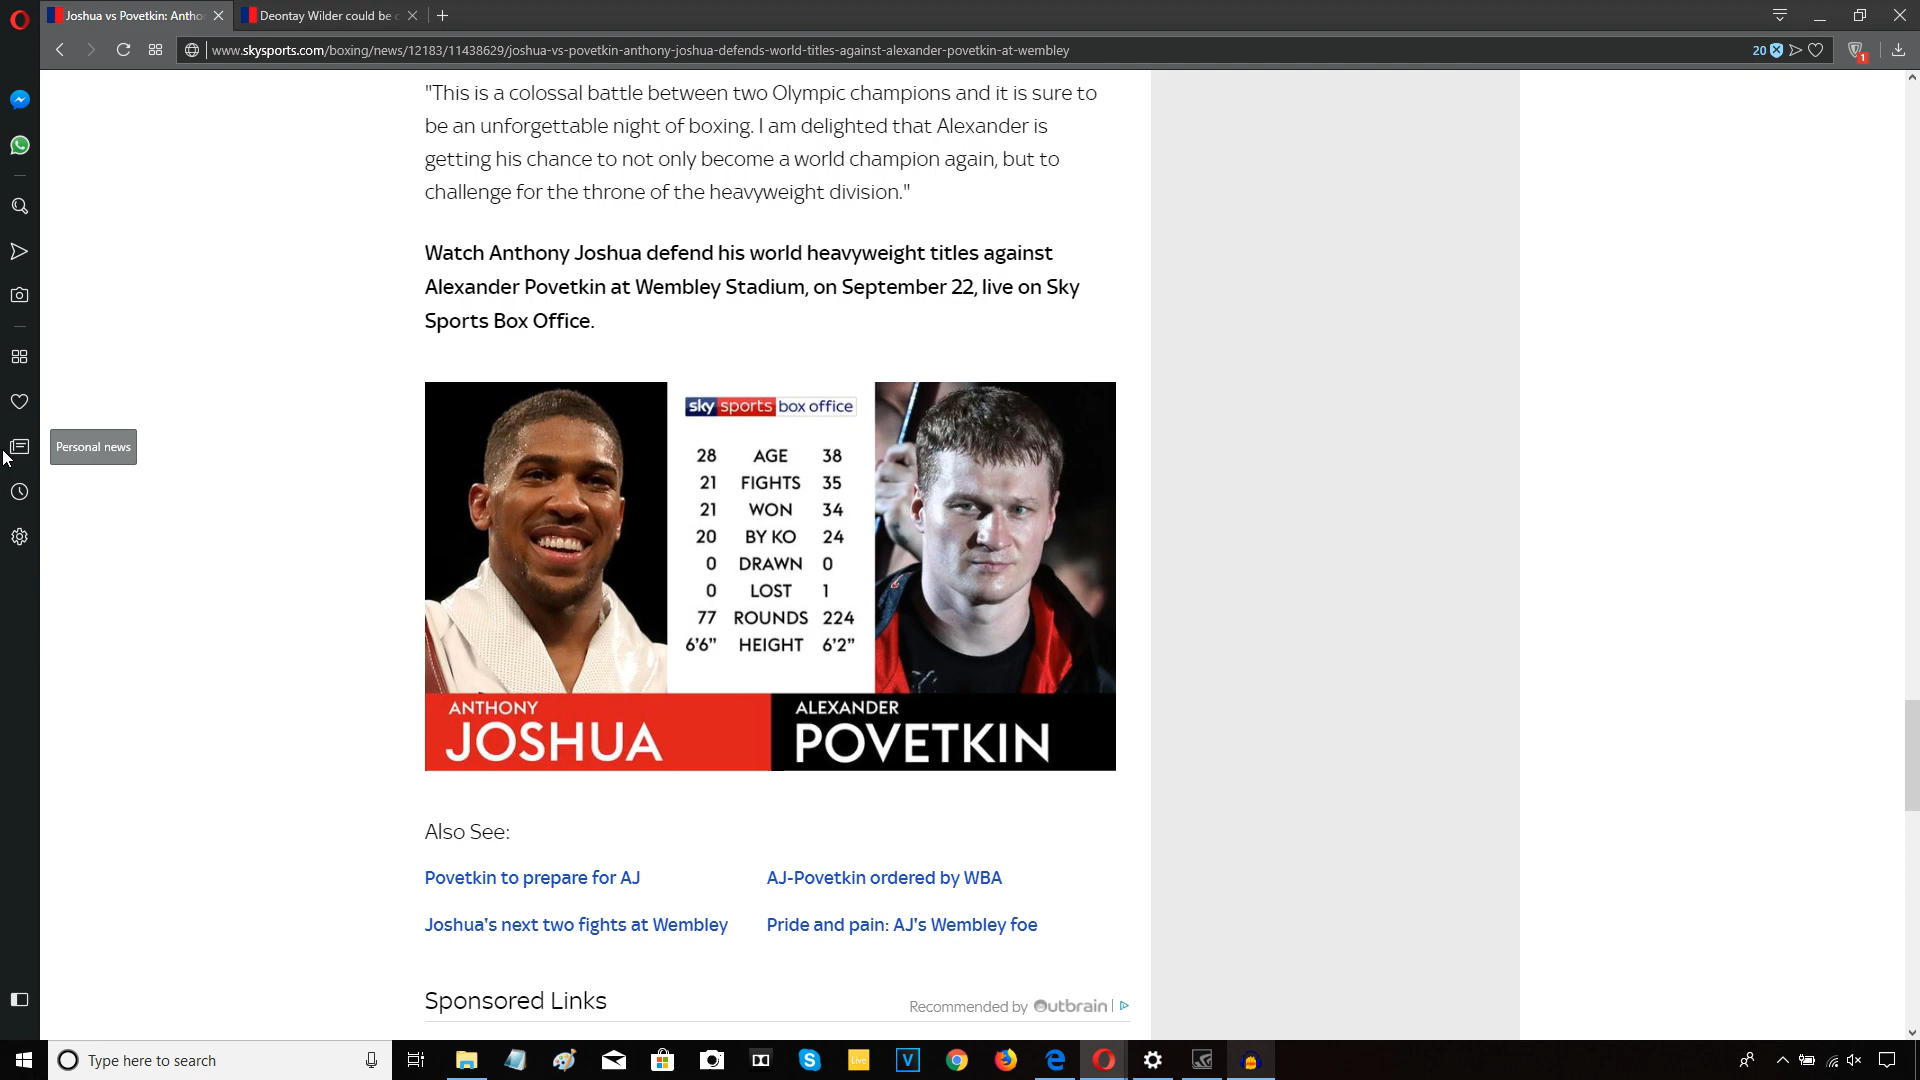 Joshua vs Povetkin: Antho
Deontay Wilder could be c
www.skysports.com/boxing/news/12183/11438629/joshua-vs-povetkin-anthony-joshua-defends-world-titles-against-alexander-povetkin-at-wembley
20
1
"This is a colossal battle between two Olympic champions and it is sure to
be an unforgettable night of boxing. I am delighted that Alexander is
getting his chance to not only become a world champion again, but to
challenge for the throne of the heavyweight division."
Watch Anthony Joshua defend his world heavyweight titles against
Alexander Povetkin at Wembley Stadium, on September 22, live on Sky
Sports Box Office.
Personal news
sky sports box office
28 AGE 38
21 FIGHTS 35
21 WON 34
20 BY KO 24
0 DRAWN 0
0 LOST 1
77 ROUNDS 224
6'6" HEIGHT 6'2"
ANTHONY
JOSHUA
ALEXANDER
POVETKIN
Also See:
Povetkin to prepare for AJ
AJ-Povetkin ordered by WBA
Joshua's next two fights at Wembley
Pride and pain: AJ's Wembley foe
Sponsored Links
Recommended by Outbrain
Type here to search
Live
V